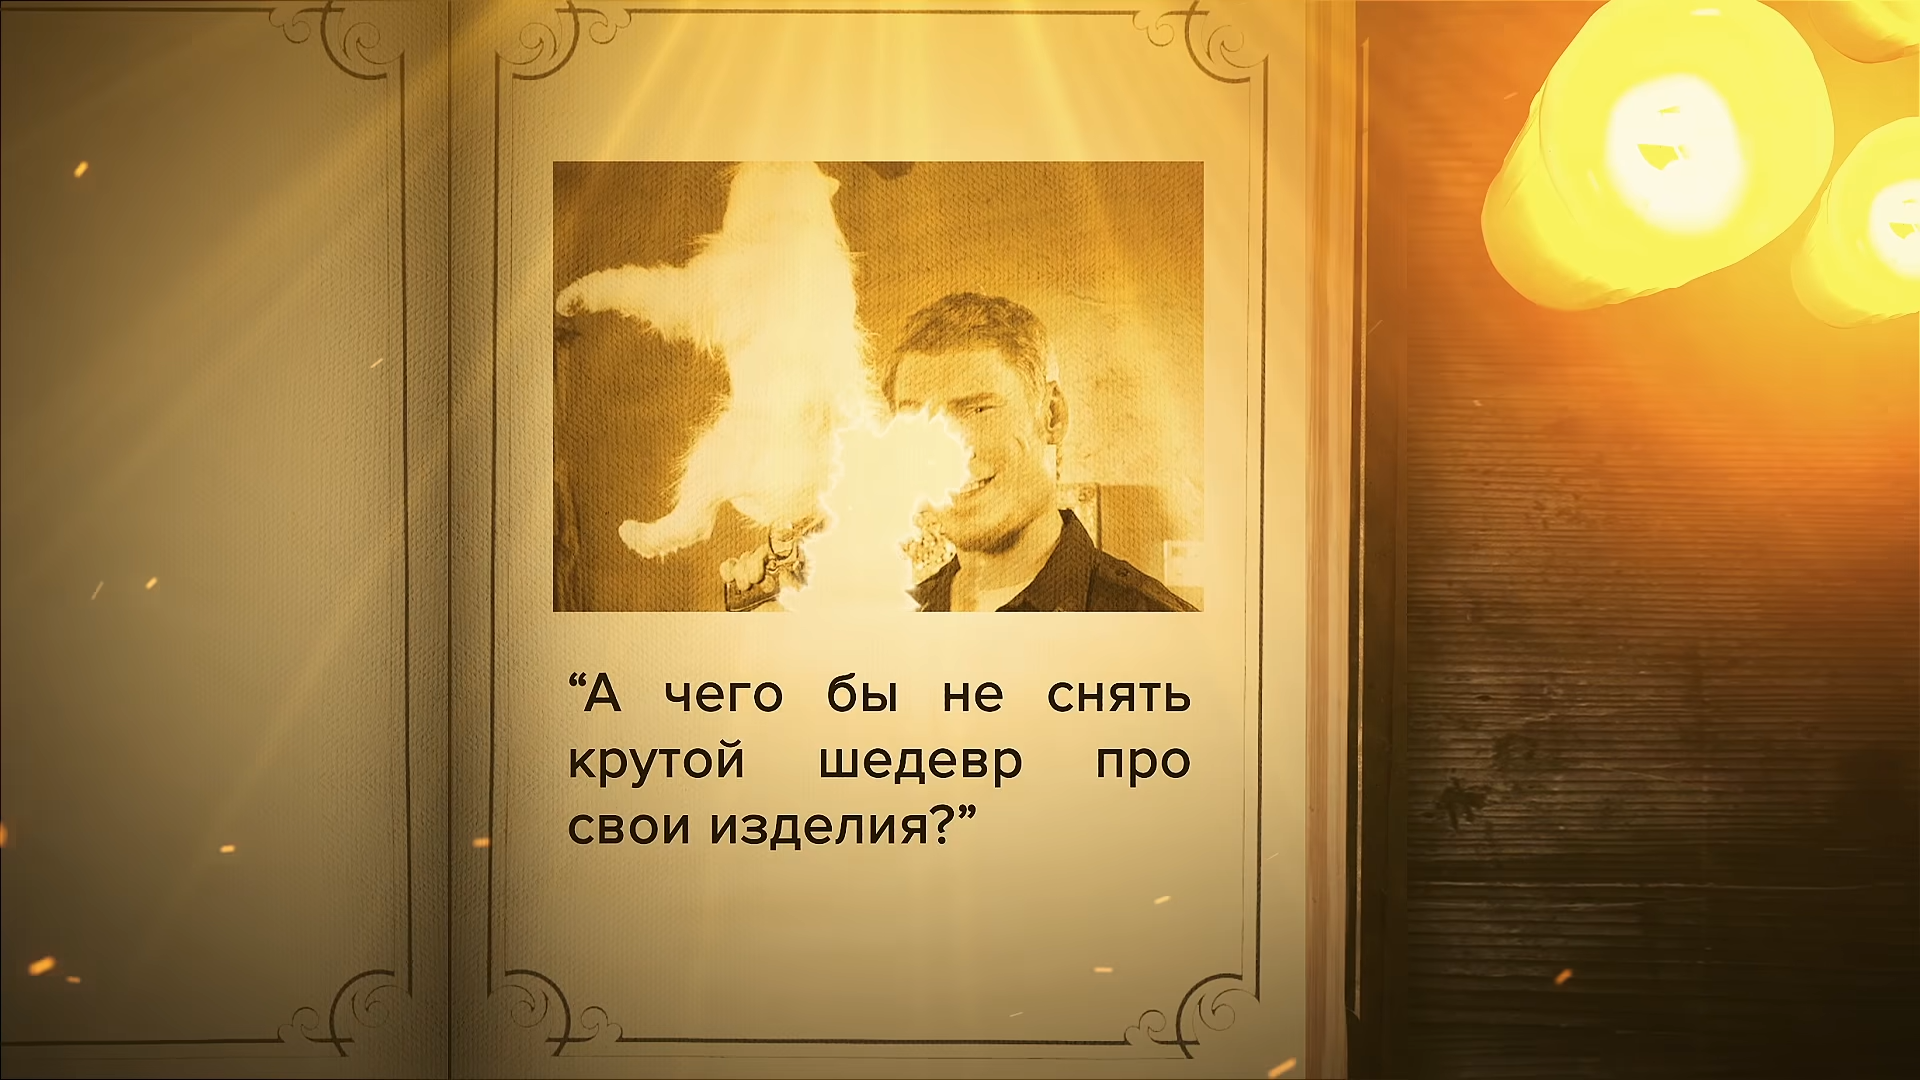 “А чего бы не снять
крутой шедевр про
свои изделия?”